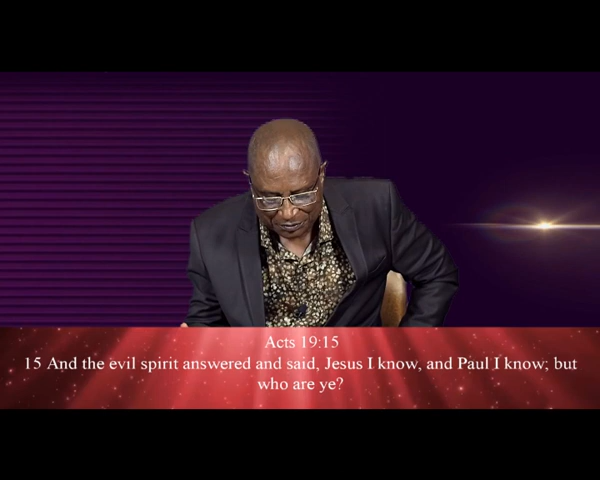 Acts 19:15
15 And the evil spirit answered and said, Jesus I know, and Paul I know; but
who are ye?